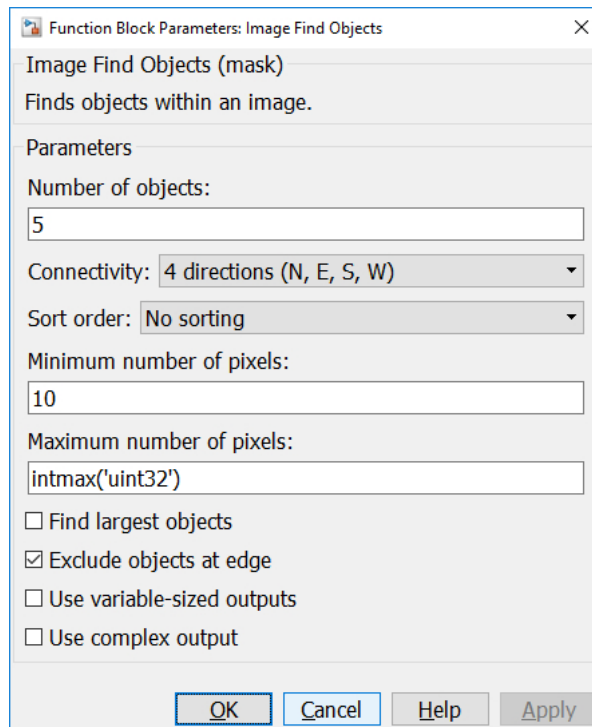 Function Block Parameters: Image Find Objects
Image Find Objects (mask)
Finds objects within an image.
Parameters
Number of objects:
5
Connectivity: 4 directions (N, E, S, W)
Sort order: No sorting
Minimum number of pixels:
10
Maximum number of pixels:
intmax('uint32')
Find largest objects
Exclude objects at edge
Use variable-sized outputs
Use complex output
OK Cancel Help Apply